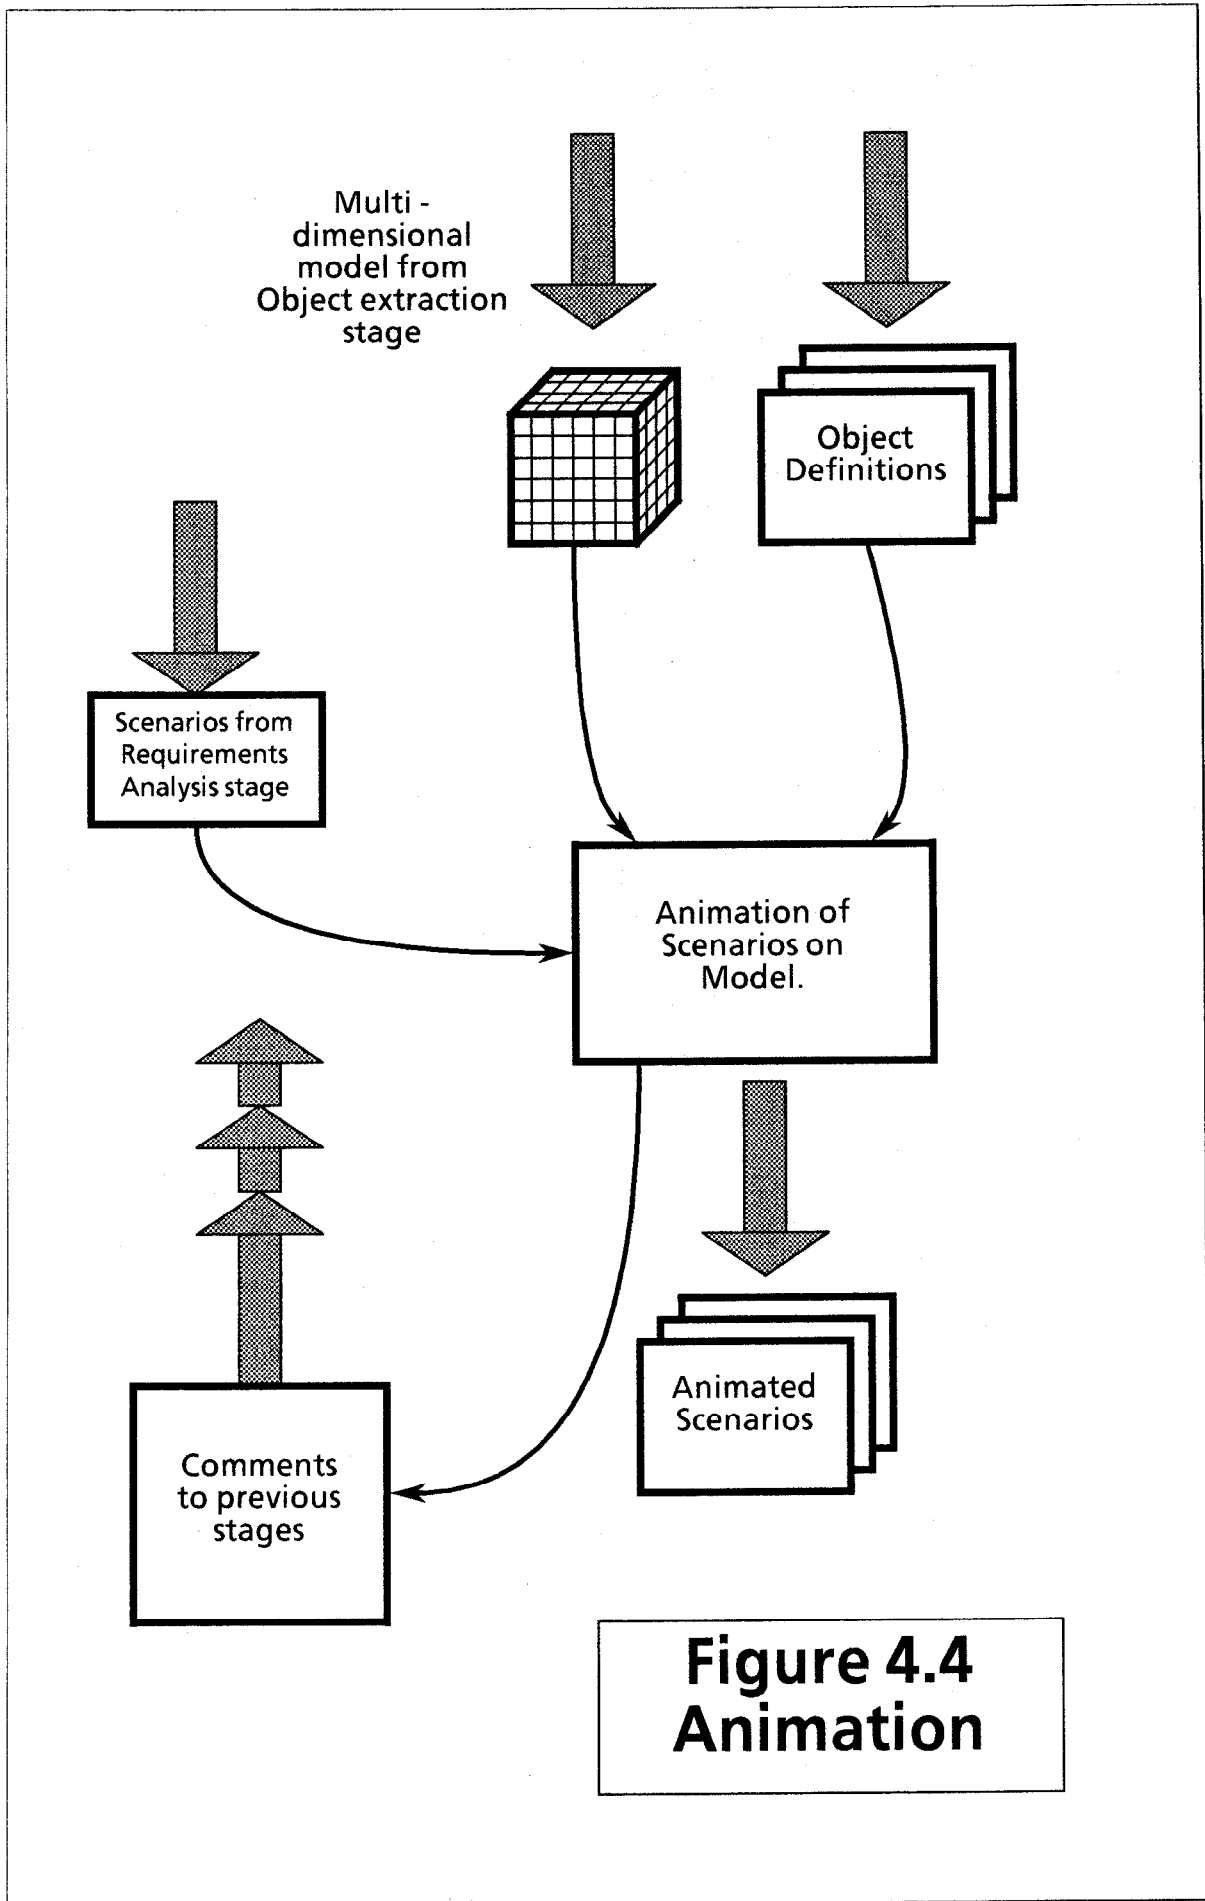 Multi -
dimensional
model from
Object extraction
stage
Object
Definitions
Scenarios from
Requirements
Analysis stage
Animation of
Scenarios on
Model.
Animated
Scenarios
Comments
to previous
stages
Figure 4.4
Animation